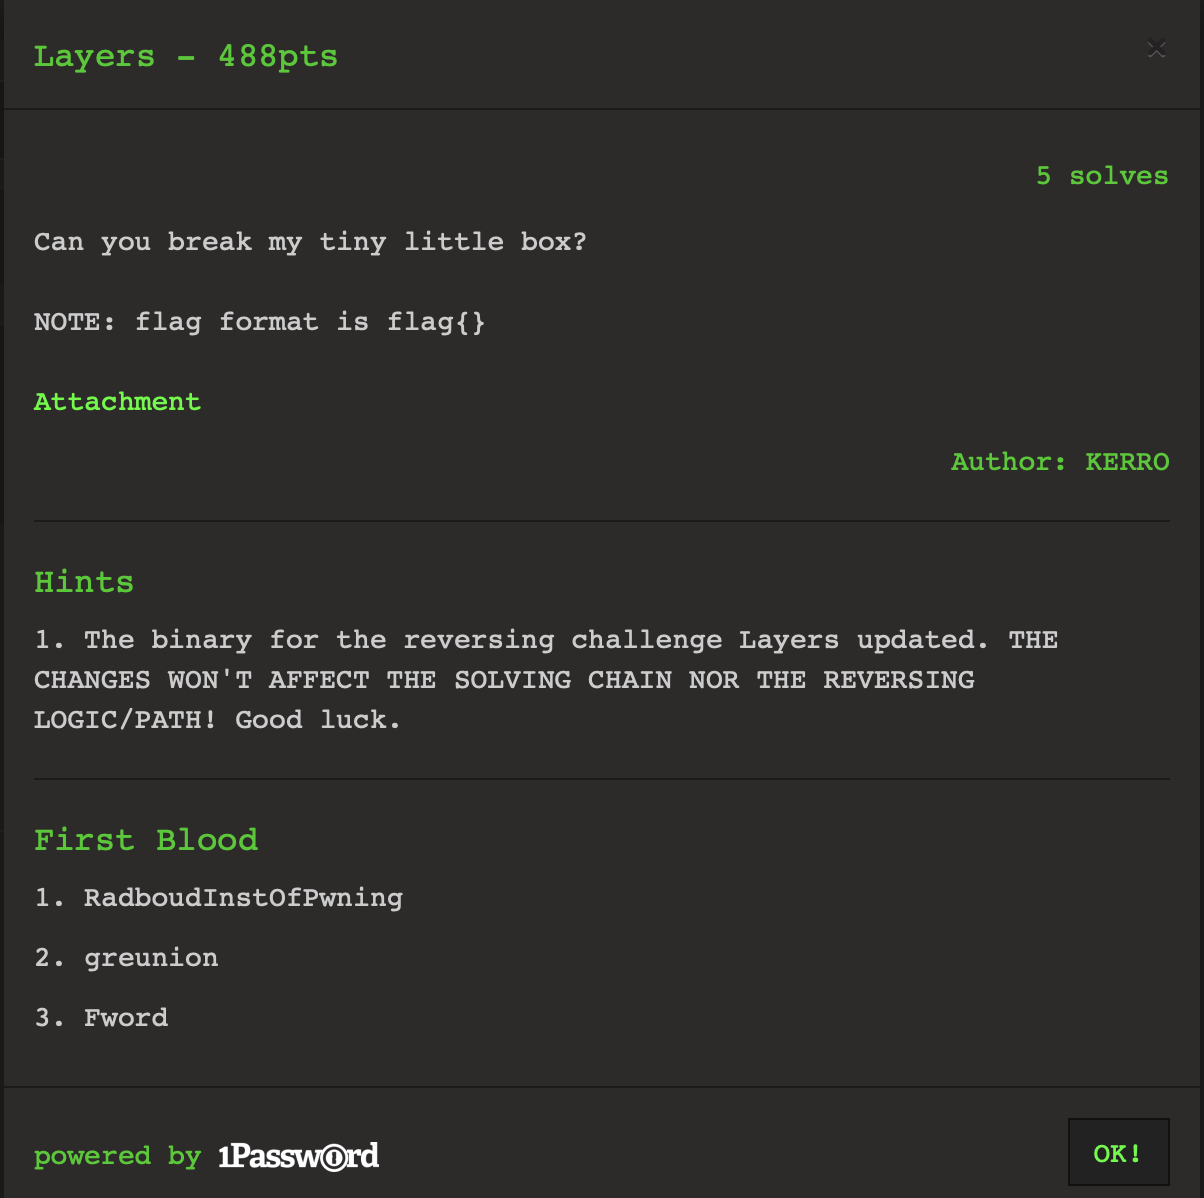 Layers - 488pts
×
5 solves
Can you break my tiny little box?
NOTE: flag format is flag{}
Attachment
Author: KERRO
Hints
1. The binary for the reversing challenge Layers updated. THE
CHANGES WON'T AFFECT THE SOLVING CHAIN NOR THE REVERSING
LOGIC/PATH! Good luck.
First Blood
1. RadboudInstOfPwning
2. greunion
3. Fword
powered by 1Password
OK!